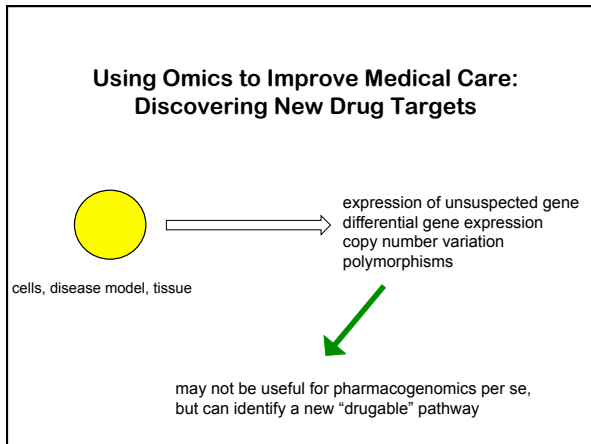 Using Omics to Improve Medical Care:
Discovering New Drug Targets
expression of unsuspected gene
differential gene expression
copy number variation
polymorphisms
cells, disease model, tissue
may not be useful for pharmacogenomics per se,
but can identify a new “drugable” pathway